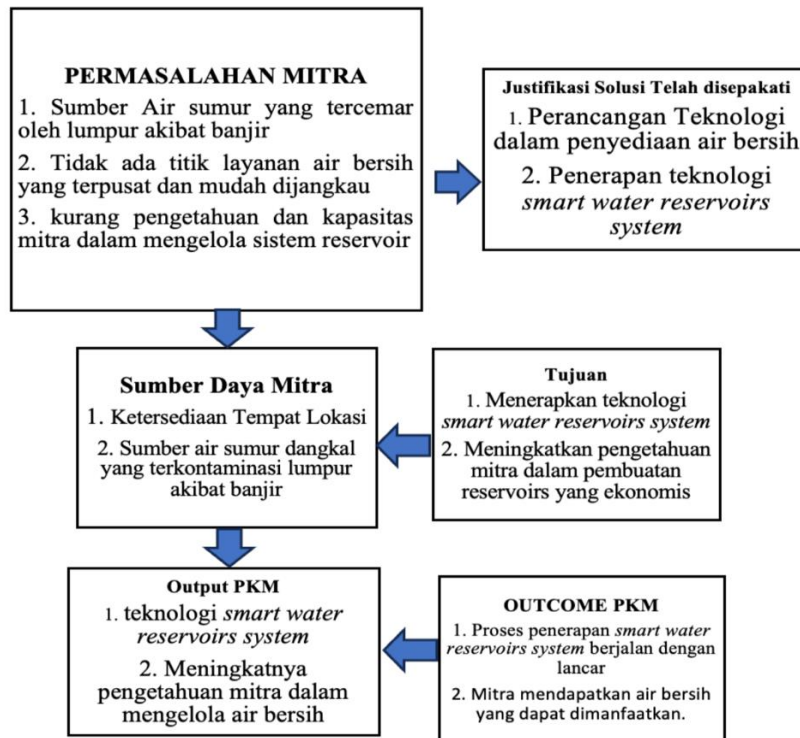 PERMASALAHAN MITRA
1. Sumber Air sumur yang tercemar
oleh lumpur akibat banjir
2. Tidak ada titik layanan air bersih
yang terpusat dan mudah dijangkau
3. kurang pengetahuan dan kapasitas
mitra dalam mengelola sistem reservoir
Justifikasi Solusi Telah disepakati
1. Perancangan Teknologi
dalam penyediaan air bersih
2. Penerapan teknologi
smart water reservoirs
system
Sumber Daya Mitra
1. Ketersediaan Tempat Lokasi
2. Sumber air sumur dangkal
yang terkontaminasi lumpur
akibat banjir
Tujuan
1. Menerapkan teknologi
smart water reservoirs system
2. Meningkatkan pengetahuan
mitra dalam pembuatan
reservoirs yang ekonomis
Output PKM
1. teknologi smart water
reservoirs system
2. Meningkatnya
pengetahuan mitra dalam
mengelola air bersih
OUTCOME PKM
1. Proses penerapan smart water
reservoirs system berjalan dengan
lancar
2. Mitra mendapatkan air bersih
yang dapat dimanfaatkan.